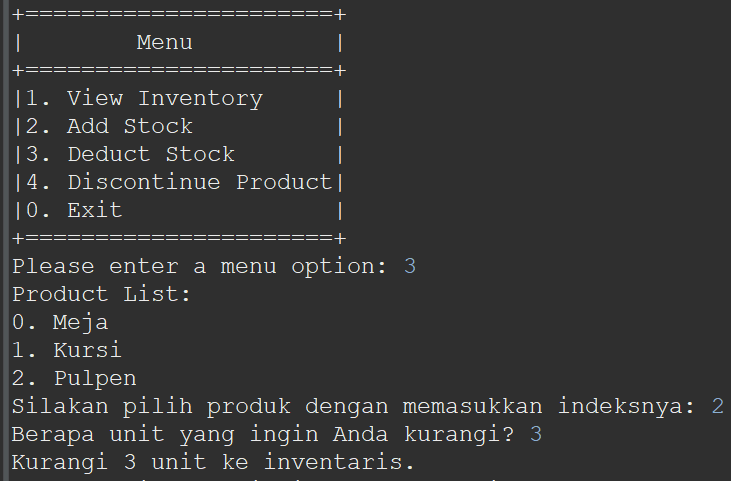 +======================+
|        Menu          |
+======================+
|1. View Inventory     |
|2. Add Stock          |
|3. Deduct Stock       |
|4. Discontinue Product|
|0. Exit               |
+======================+
Please enter a menu option: 3
Product List:
0. Meja
1. Kursi
2. Pulpen
Silakan pilih produk dengan memasukkan indeksnya: 2
Berapa unit yang ingin Anda kurangi? 3
Kurangi 3 unit ke inventaris.